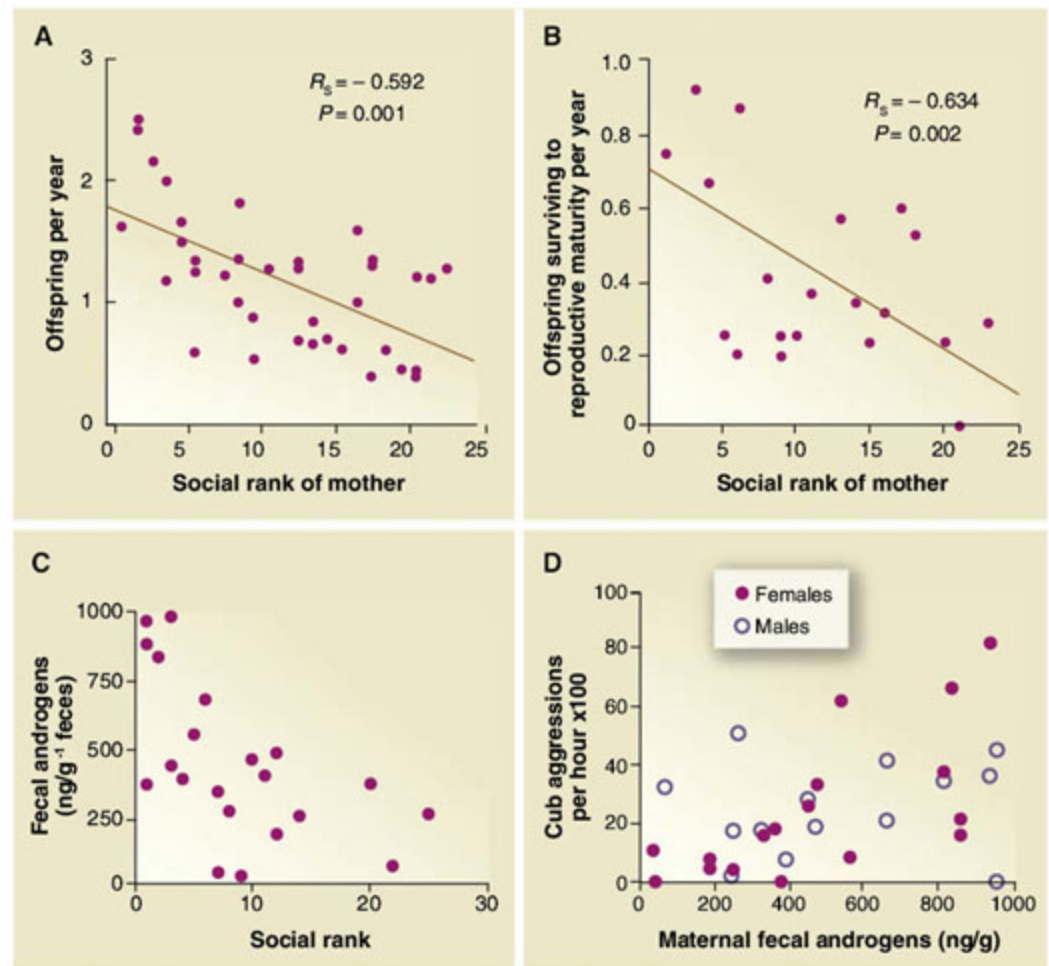 A
3
2
1
0
Offspring per year
Rs = – 0.592
P = 0.001
0 5 10 15 20 25
Social rank of mother
B
1.0
0.8
0.6
0.4
0.2
0
Offspring surviving to
reproductive maturity per year
Rs = – 0.634
P = 0.002
0 5 10 15 20 25
Social rank of mother
C
1000
750
500
250
0
Fecal androgens
(ng/g -1 feces)
0 10 20 30
Social rank
D
100
80
60
40
20
0
Cub aggressions
per hour x100
Females
Males
0 200 400 600 800 1000
Maternal fecal androgens (ng/g)